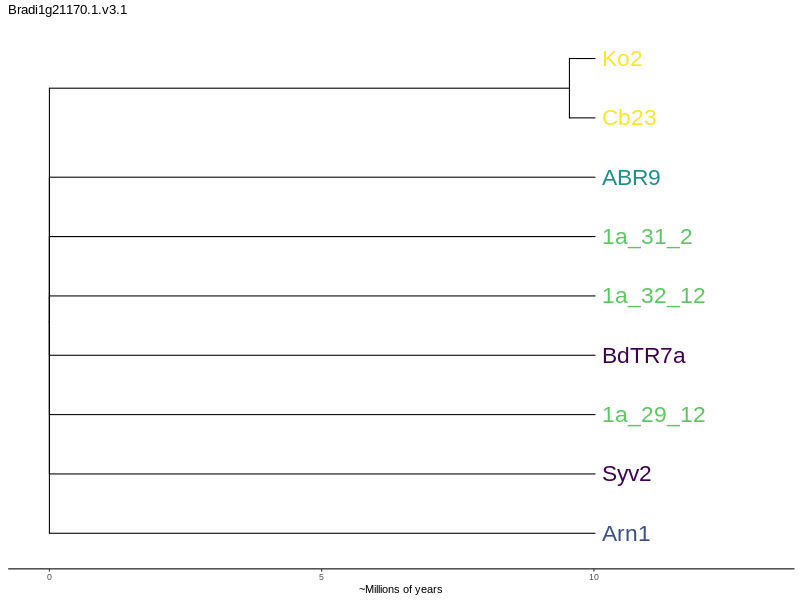 Bradi1g21170.1.v3.1
Ko2
Cb23
ABR9
1a_31_2
1a_32_12
BdTR7a
1a_29_12
Syv2
Arn1
0 5 10
~Millions of years